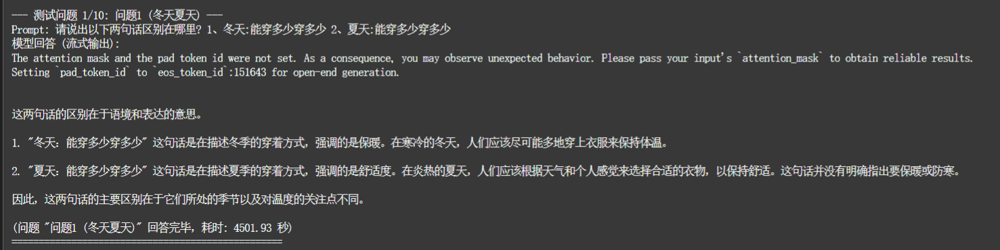 --- 测试问题 1/10: 问题1 (冬天夏天) ---
Prompt: 请说出以下两句话区别在哪里? 1、冬天:能穿多少穿多少 2、夏天:能穿多少穿多少
模型回答 (流式输出):
The attention mask and the pad token id were not set. As a consequence, you may observe unexpected behavior. Please pass your input's `attention_mask` to obtain reliable results.
Setting `pad_token_id` to `eos_token_id`:151643 for open-end generation.
这两句话的区别在于语境和表达的意思。
1. "冬天: 能穿多少穿多少" 这句话是在描述冬季的穿着方式，强调的是保暖。在寒冷的冬天，人们应该尽可能多地穿上衣服来保持体温。
2. "夏天: 能穿多少穿多少" 这句话是在描述夏季的穿着方式，强调的是舒适度。在炎热的夏天，人们应该根据天气和个人感觉来选择合适的衣物，以保持舒适。这句话并没有明确指出要保暖或防寒。
因此，这两句话的主要区别在于它们所处的季节以及对温度的关注点不同。
(问题 "问题1 (冬天夏天)" 回答完毕，耗时: 4501.93 秒)
==================================================